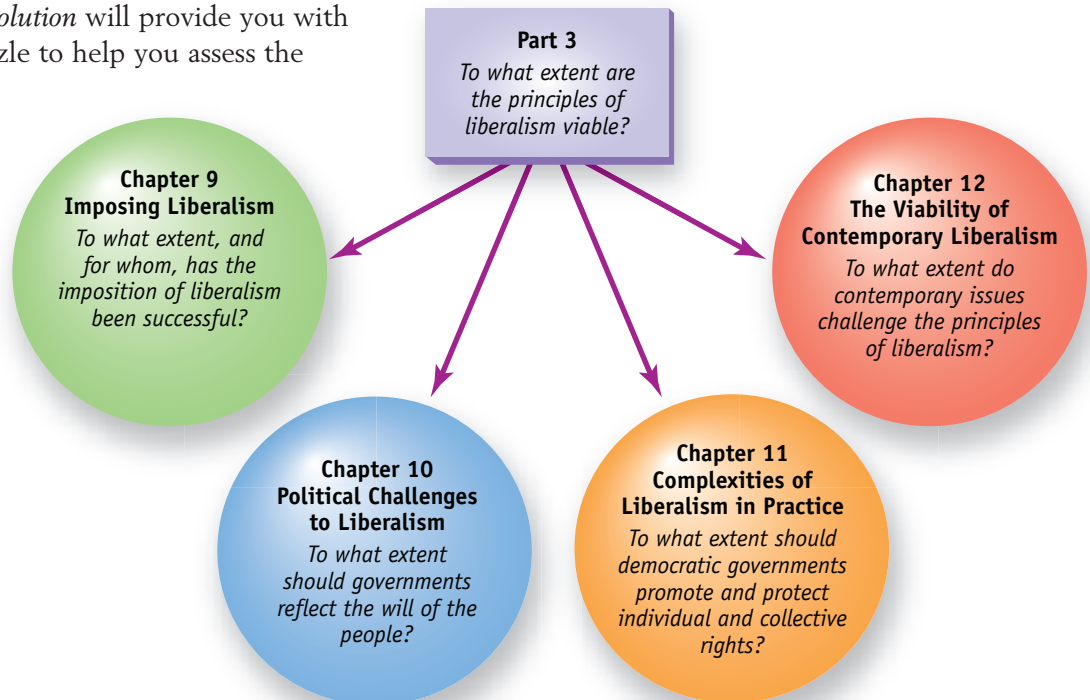 olution will provide you with
zle to help you assess the
Part 3
To what extent are
the principles of
liberalism viable?
Chapter 9
Imposing Liberalism
To what extent, and
for whom, has the
imposition of liberalism
been successful?
Chapter 10
Political Challenges
to Liberalism
To what extent
should governments
reflect the will of the
people?
Chapter 11
Complexities of
Liberalism in Practice
To what extent should
democratic governments
promote and protect
individual and collective
rights?
Chapter 12
The Viability of
Contemporary Liberalism
To what extent do
contemporary issues
challenge the principles
of liberalism?